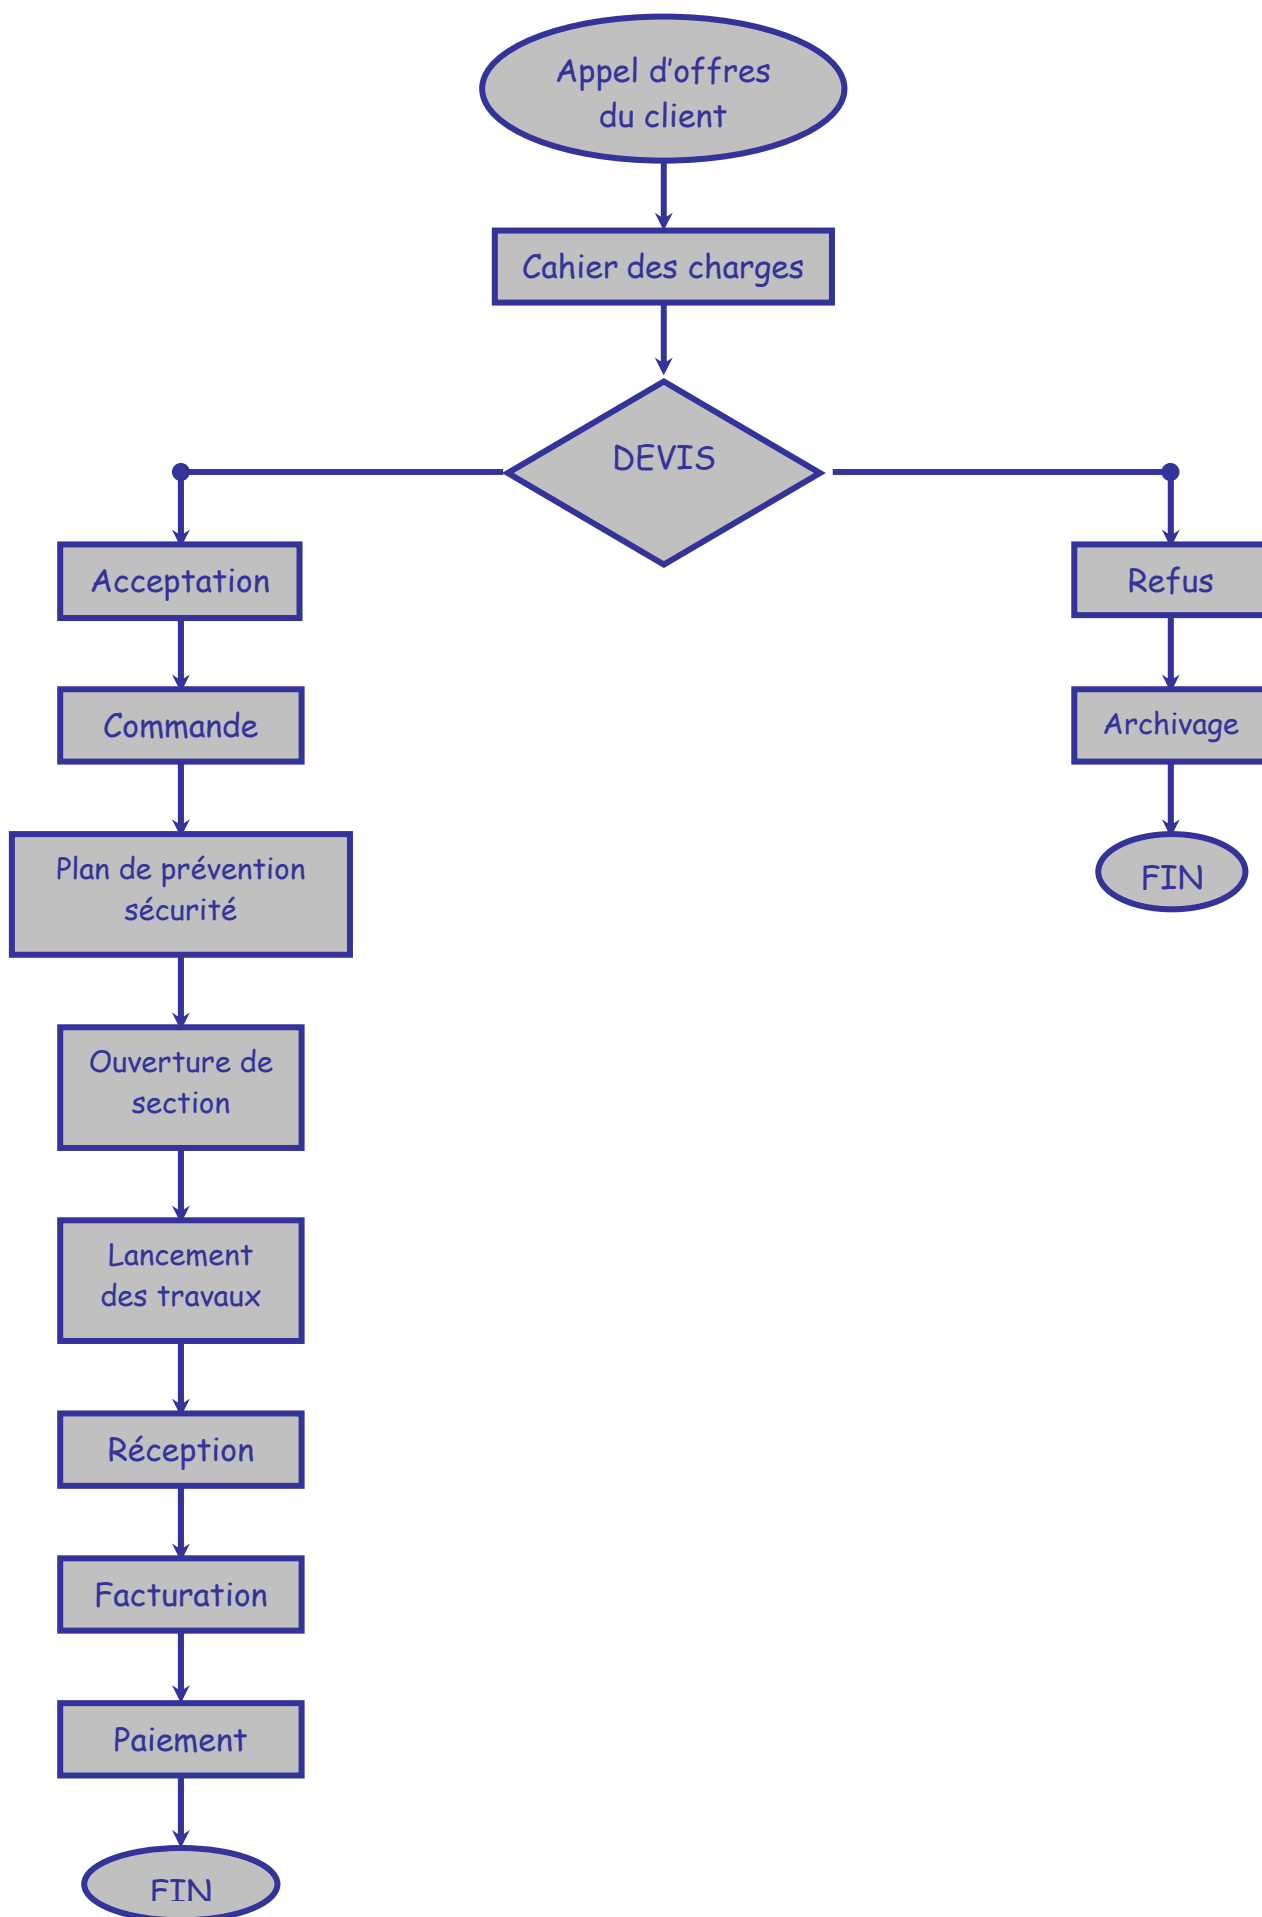 Appel d’offres
du client
Cahier des charges
DEVIS
Acceptation
Refus
Commande
Archivage
Plan de prévention
sécurité
FIN
Ouverture de
section
Lancement
des travaux
Réception
Facturation
Paiement
FIN